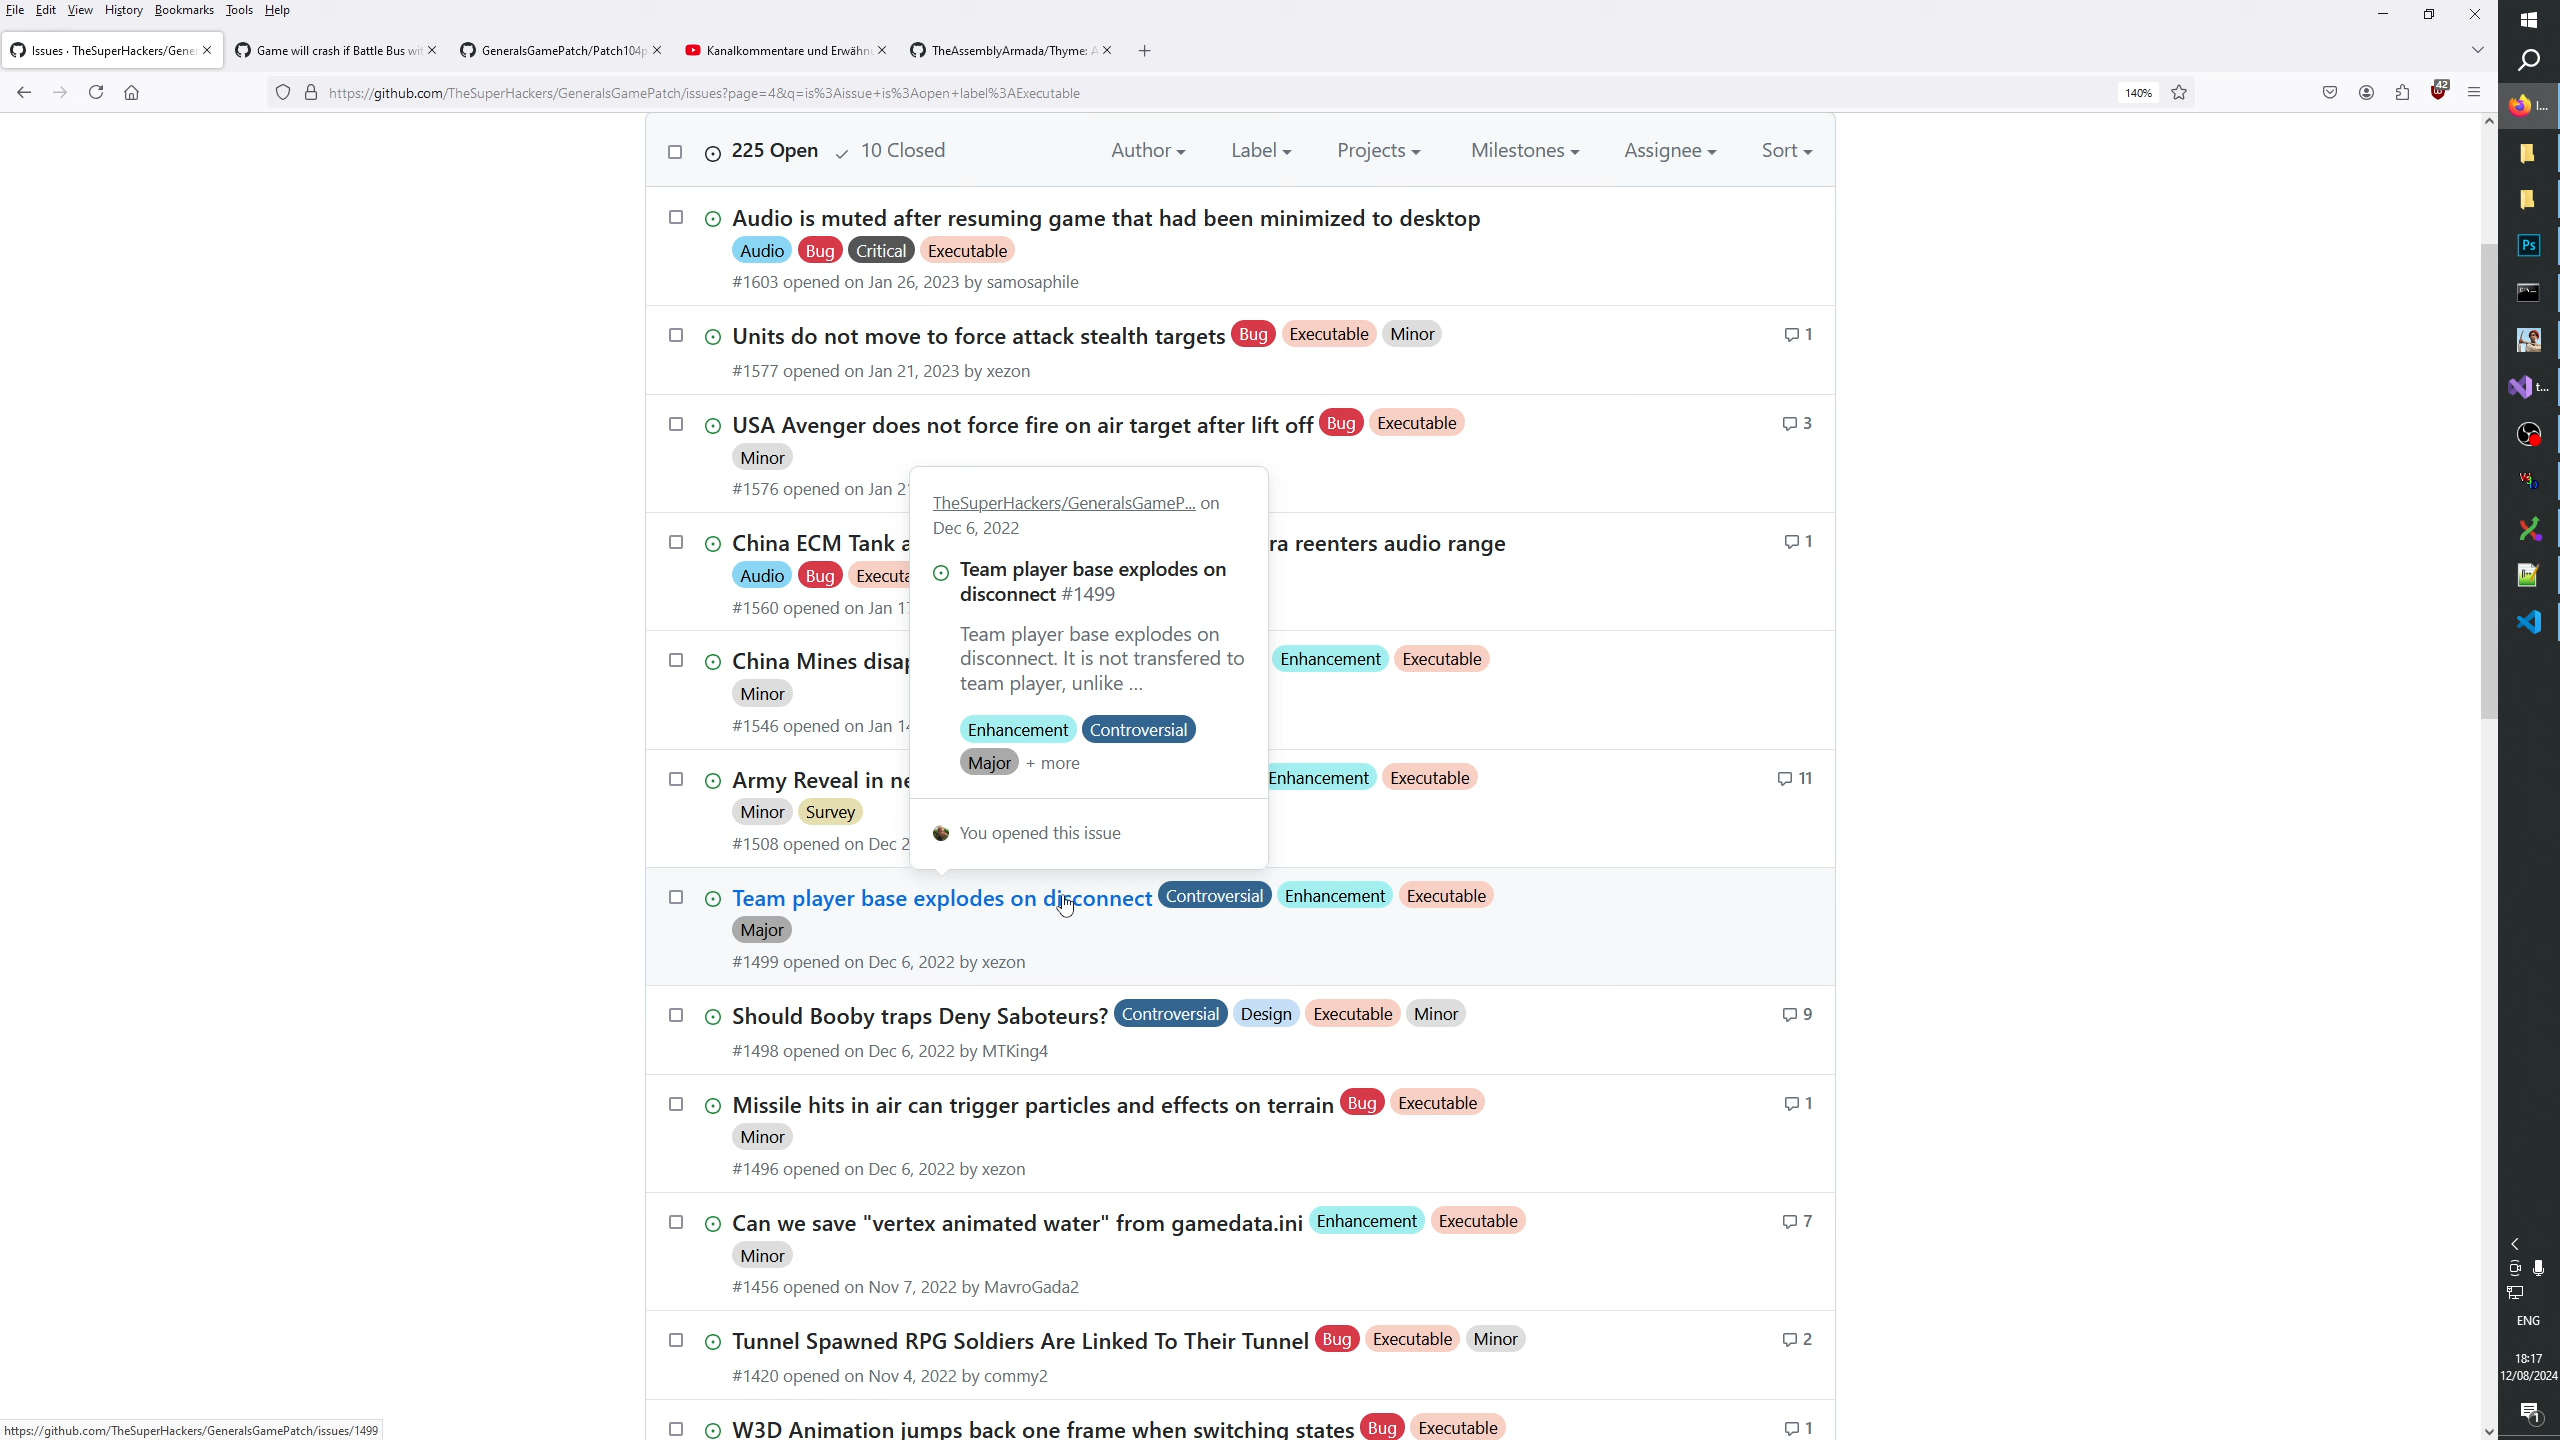 File Edit View History Bookmarks Tools Help
Issues · TheSuperHackers/Gene
Game will crash if Battle Bus wit
GeneralsGamePatch/Patch104p
Kanalkommentare und Erwähn
TheAssemblyArmada/Thyme: A
https://github.com/TheSuperHackers/GeneralsGamePatch/issues?page=4&q=is%3Aissue+is%3Aopen+label%3AExecutable
140%
42
225 Open 10 Closed Author Label Projects Milestones Assignee Sort
Audio is muted after resuming game that had been minimized to desktop
Audio Bug Critical Executable
#1603 opened on Jan 26, 2023 by samosaphile
Units do not move to force attack stealth targets Bug Executable Minor 1
#1577 opened on Jan 21, 2023 by xezon
USA Avenger does not force fire on air target after lift off Bug Executable 3
Minor
#1576 opened on Jan 2
China ECM Tank a
ra reenters audio range 1
Audio Bug Executa
#1560 opened on Jan 17
China Mines disap
Enhancement Executable
Minor
#1546 opened on Jan 14
Army Reveal in ne
Enhancement Executable 11
Minor Survey
#1508 opened on Dec 2
TheSuperHackers/GeneralsGameP... on
Dec 6, 2022
Team player base explodes on
disconnect #1499
Team player base explodes on
disconnect. It is not transfered to
team player, unlike ...
Enhancement Controversial
Major + more
You opened this issue
Team player base explodes on disconnect Controversial Enhancement Executable
Major
#1499 opened on Dec 6, 2022 by xezon
Should Booby traps Deny Saboteurs? Controversial Design Executable Minor 9
#1498 opened on Dec 6, 2022 by MTKing4
Missile hits in air can trigger particles and effects on terrain Bug Executable 1
Minor
#1496 opened on Dec 6, 2022 by xezon
Can we save "vertex animated water" from gamedata.ini Enhancement Executable 7
Minor
#1456 opened on Nov 7, 2022 by MavroGada2
Tunnel Spawned RPG Soldiers Are Linked To Their Tunnel Bug Executable Minor 2
#1420 opened on Nov 4, 2022 by commy2
W3D Animation jumps back one frame when switching states Bug Executable 1
https://github.com/TheSuperHackers/GeneralsGamePatch/issues/1499
I...
Ps
t...
ENG
18:17
12/08/2024
1